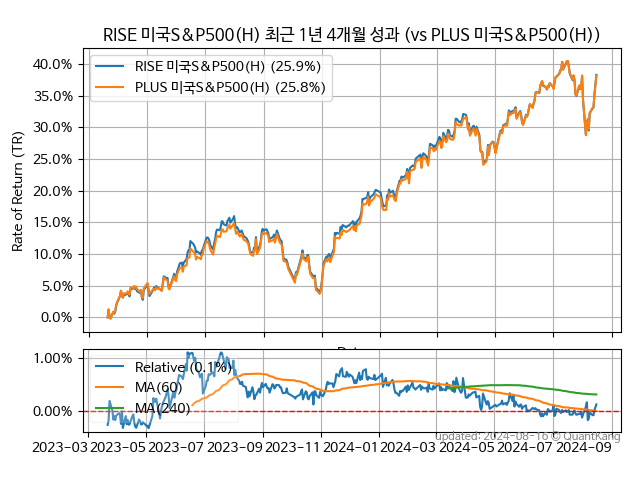 RISE 미국S&P500(H) 최근 1년 4개월 성과 (vs PLUS 미국S&P500(H))
RISE 미국S&P500(H) (25.9%)
PLUS 미국S&P500(H) (25.8%)
Rate of Return (TR)
40.0%
35.0%
30.0%
25.0%
20.0%
15.0%
10.0%
5.0%
0.0%
Relative (0.1%)
MA(60)
MA(240)
1.00%
0.00%
2023-03
2023-05
2023-07
2023-09
2023-11
2024-01
2024-03
2024-05
2024-07
2024-09
updated: 2024-08-16 © QuantKang